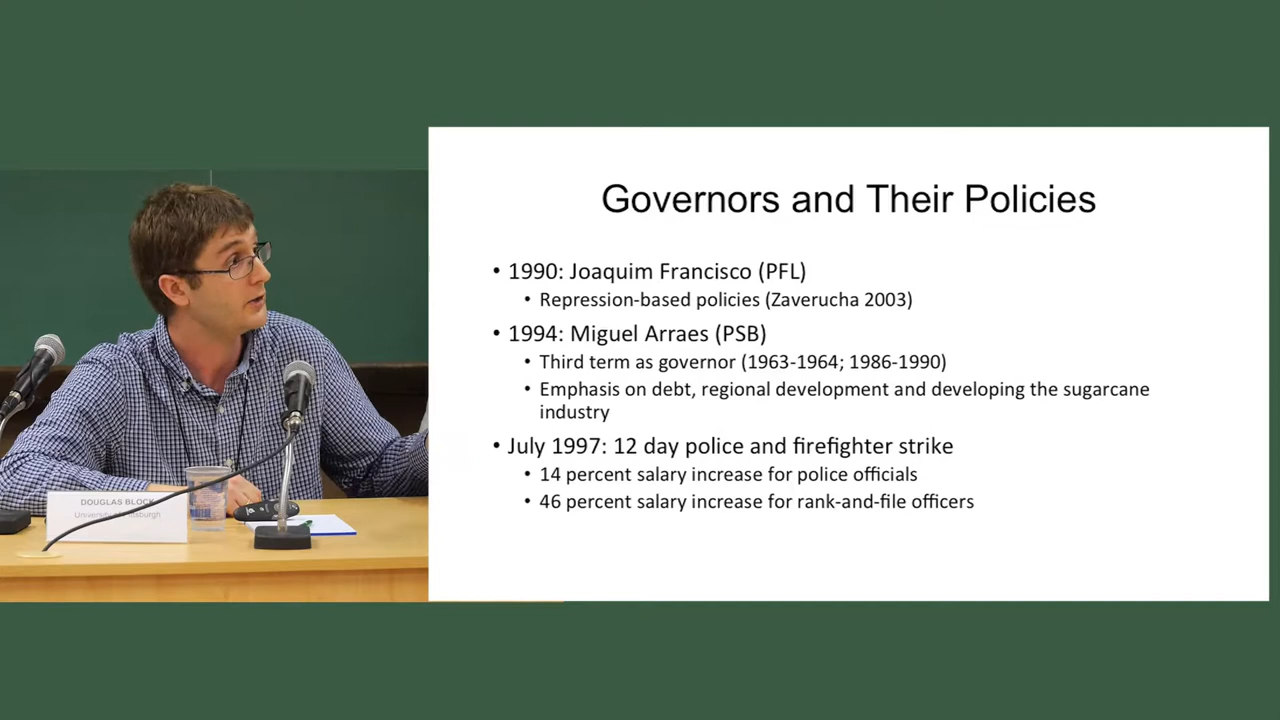 Governors and Their Policies
• 1990: Joaquim Francisco (PFL)
• Repression-based policies (Zaverucha 2003)
• 1994: Miguel Arraes (PSB)
• Third term as governor (1963-1964; 1986-1990)
• Emphasis on debt, regional development and developing the sugarcane
industry
• July 1997: 12 day police and firefighter strike
• 14 percent salary increase for police officials
• 46 percent salary increase for rank-and-file officers
DOUGLAS BLOCK